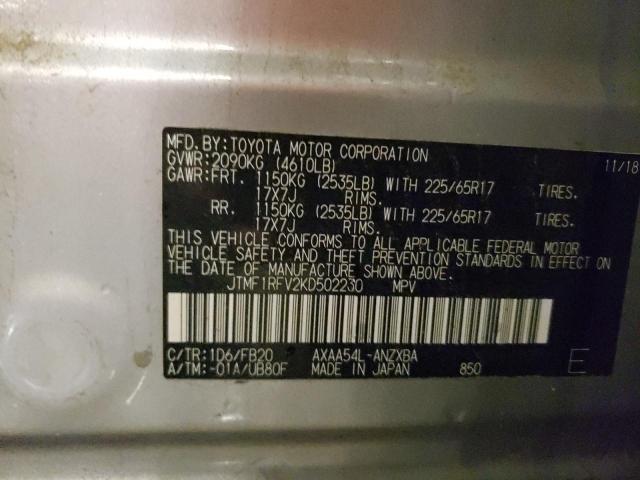 MFD. BY: TOYOTA MOTOR CORPORATION 11/18
GVWR: 2090KG (4610LB)
GAWR: FRT. 1150KG (2535LB) WITH 225/65R17 TIRES.
17X7J RIMS.
RR. 1150KG (2535LB) WITH 225/65R17 TIRES.
17X7J RIMS.
THIS VEHICLE CONFORMS TO ALL APPLICABLE FEDERAL MOTOR
VEHICLE SAFETY AND THEFT PREVENTION STANDARDS IN EFFECT ON
THE DATE OF MANUFACTURE SHOWN ABOVE.
JTMF1RFV2KD502230 MPV
C/TR: 1D6/FB20 AXAA54L-ANZXBA
A/TM: -01A/UB80F MADE IN JAPAN 850 E